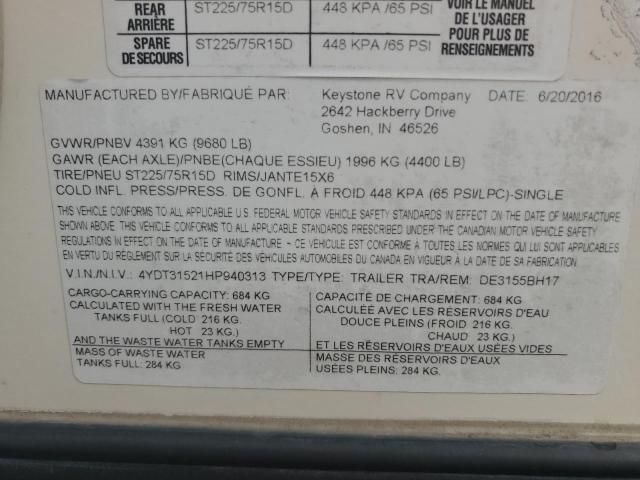 REAR
ARRIÈRE
ST225/75R15D
448 KPA /65 PSI
SPARE
DE SECOURS
ST225/75R15D
448 KPA /65 PSI
VOIR LE MANUEL
DE L'USAGER
POUR PLUS DE
RENSEIGNEMENTS
MANUFACTURED BY/FABRIQUÉ PAR: Keystone RV Company DATE: 6/20/2016
2642 Hackberry Drive
Goshen, IN 46526
GVWR/PNBV 4391 KG (9680 LB)
GAWR (EACH AXLE)/PNBE(CHAQUE ESSIEU) 1996 KG (4400 LB)
TIRE/PNEU ST225/75R15D RIMS/JANTE15X6
COLD INFL. PRESS/PRESS. DE GONFL. À FROID 448 KPA (65 PSI/LPC)-SINGLE
THIS VEHICLE CONFORMS TO ALL APPLICABLE U.S. FEDERAL MOTOR VEHICLE SAFETY STANDARDS IN EFFECT ON THE DATE OF MANUFACTURE
SHOWN ABOVE. THIS VEHICLE CONFORMS TO ALL APPLICABLE STANDARDS PRESCRIBED UNDER THE CANADIAN MOTOR VEHICLE SAFETY
REGULATIONS IN EFFECT ON THE DATE OF MANUFACTURE / CE VÉHICULE EST CONFORME À TOUTES LES NORMES QUI LUI SONT
APPLICABLES EN VERTU DU RÈGLEMENT SUR LA SÉCURITÉ DES VÉHICULES AUTOMOBILES DU CANADA EN VIGUEUR À LA DATE DE SA FABRICATION
V.I.N./N.I.V.: 4YDT31521HP940313 TYPE/TYPE: TRAILER TRA/REM: DE3155BH17
CARGO-CARRYING CAPACITY: 684 KG
CALCULATED WITH THE FRESH WATER
TANKS FULL (COLD 216 KG
HOT 23 KG.)
AND THE WASTE WATER TANKS EMPTY
MASS OF WASTE WATER
TANKS FULL: 284 KG
CAPACITÉ DE CHARGEMENT: 684 KG
CALCULÉE AVEC LES RÉSERVOIRS D'EAU
DOUCE PLEINS (FROID 216 KG
CHAUD 23 KG.)
ET LES RÉSERVOIRS D'EAUX USÉES VIDES
MASSE DES RÉSERVOIRS D'EAUX
USÉES PLEINS: 284 KG.